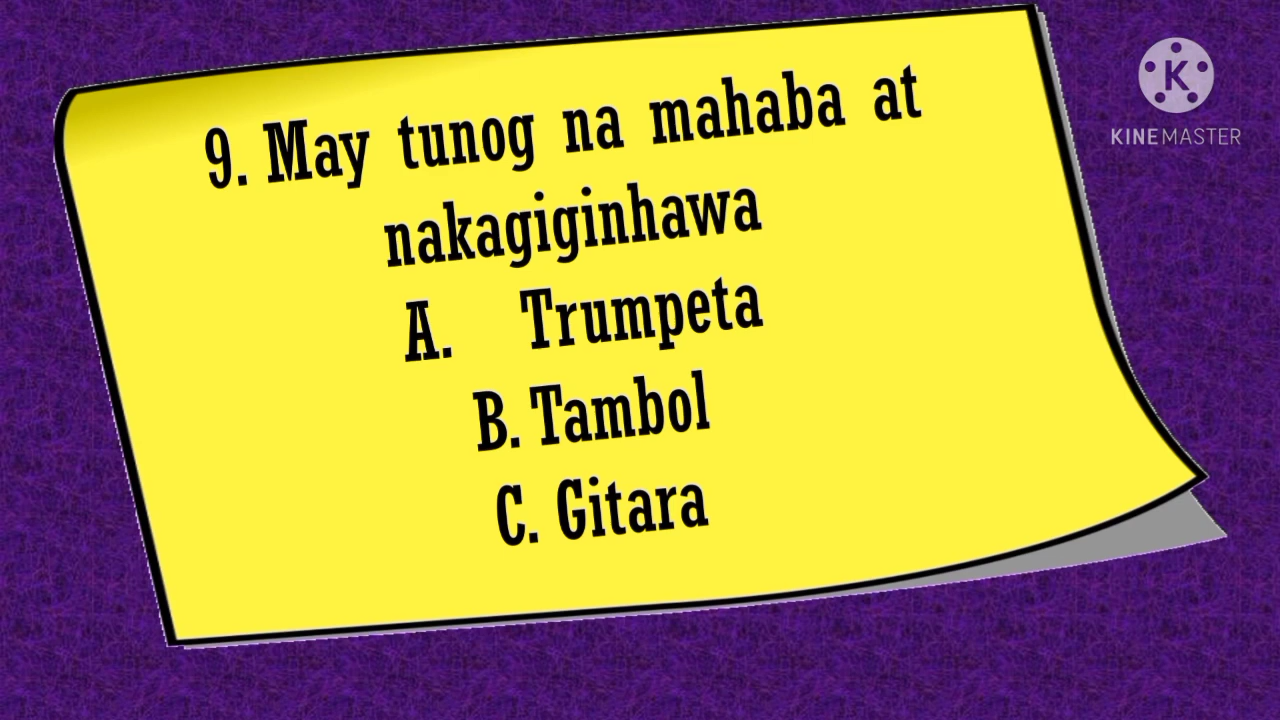 9. May tunog na mahaba at
nakagiginhawa
A. Trumpeta
B. Tambol
C. Gitara
K
KINEMASTER